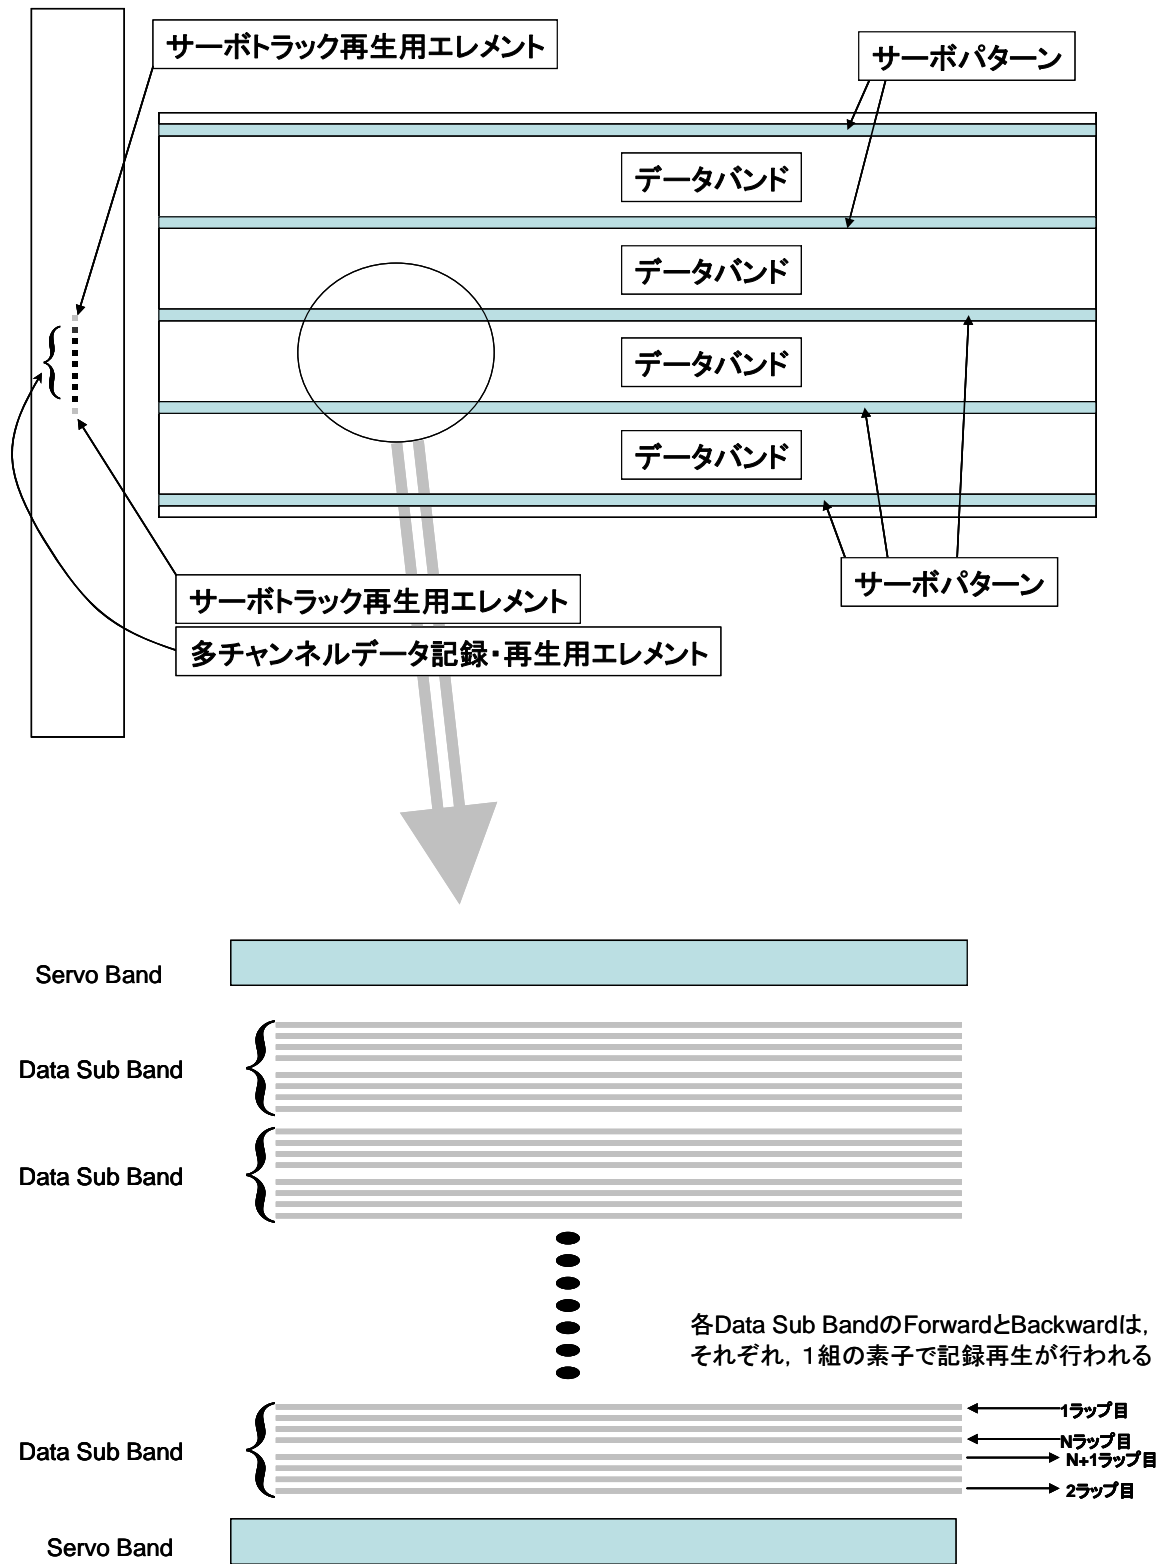 サーボトラック再生用エレメント
サーボパターン
データバンド
データバンド
データバンド
データバンド
サーボパターン
サーボトラック再生用エレメント
多チャンネルデータ記録・再生用エレメント
Servo Band
Data Sub Band
Data Sub Band
各Data Sub BandのForwardとBackwardは，
それぞれ，１組の素子で記録再生が行われる
Data Sub Band
1ラップ目
Nラップ目
N+1ラップ目
2ラップ目
Servo Band